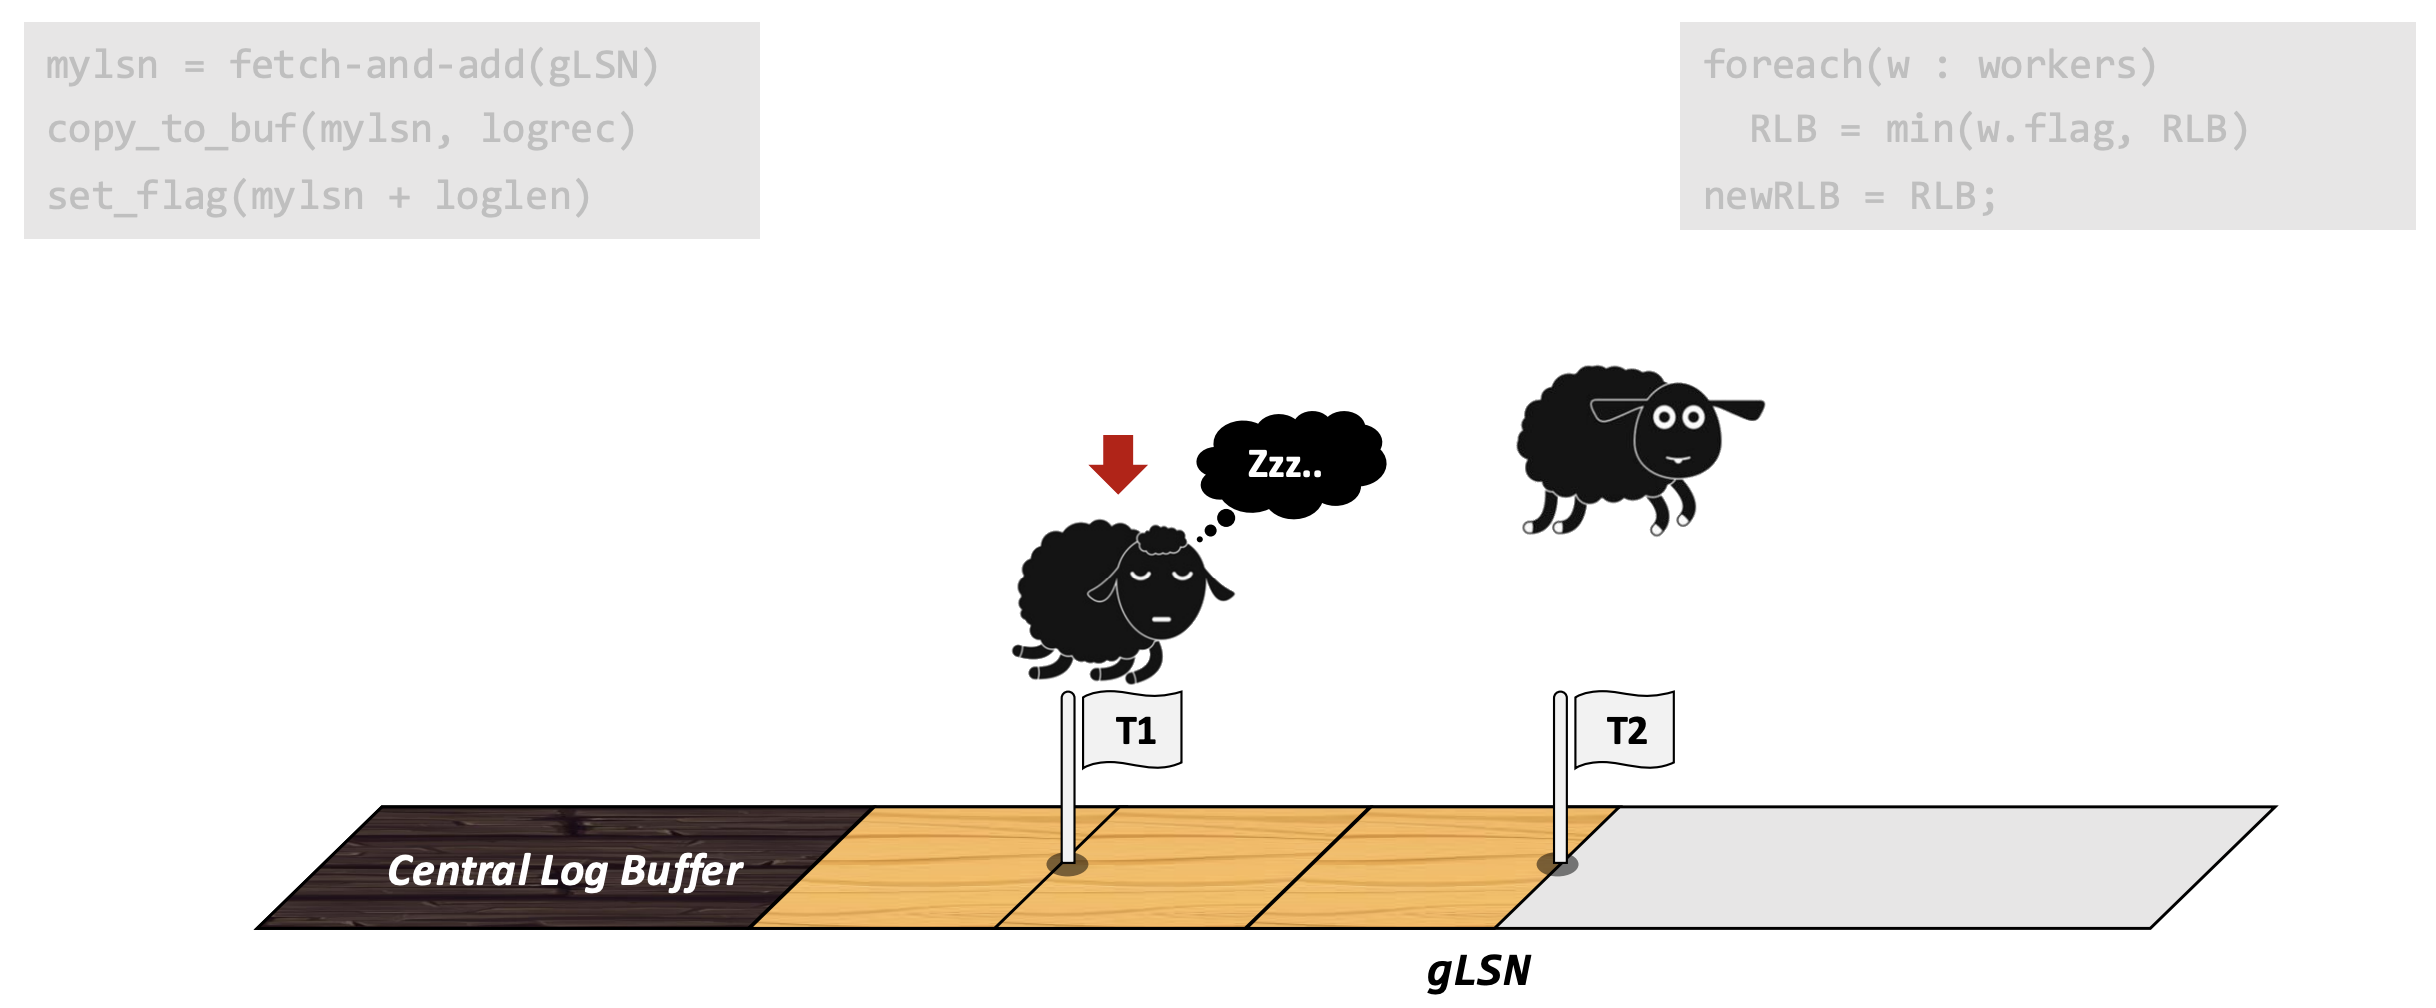 mylsn = fetch-and-add(gLSN)
copy_to_buf(mylsn, logrec)
set_flag(mylsn + loglen)
foreach(w : workers)
  RLB = min(w.flag, RLB)
newRLB = RLB;
Zzz..
T1
T2
Central Log Buffer
gLSN